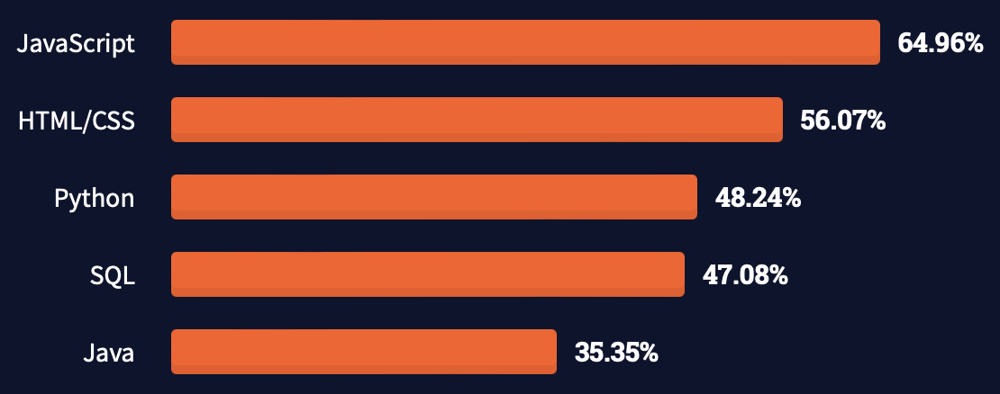 JavaScript 64.96%
HTML/CSS 56.07%
Python 48.24%
SQL 47.08%
Java 35.35%